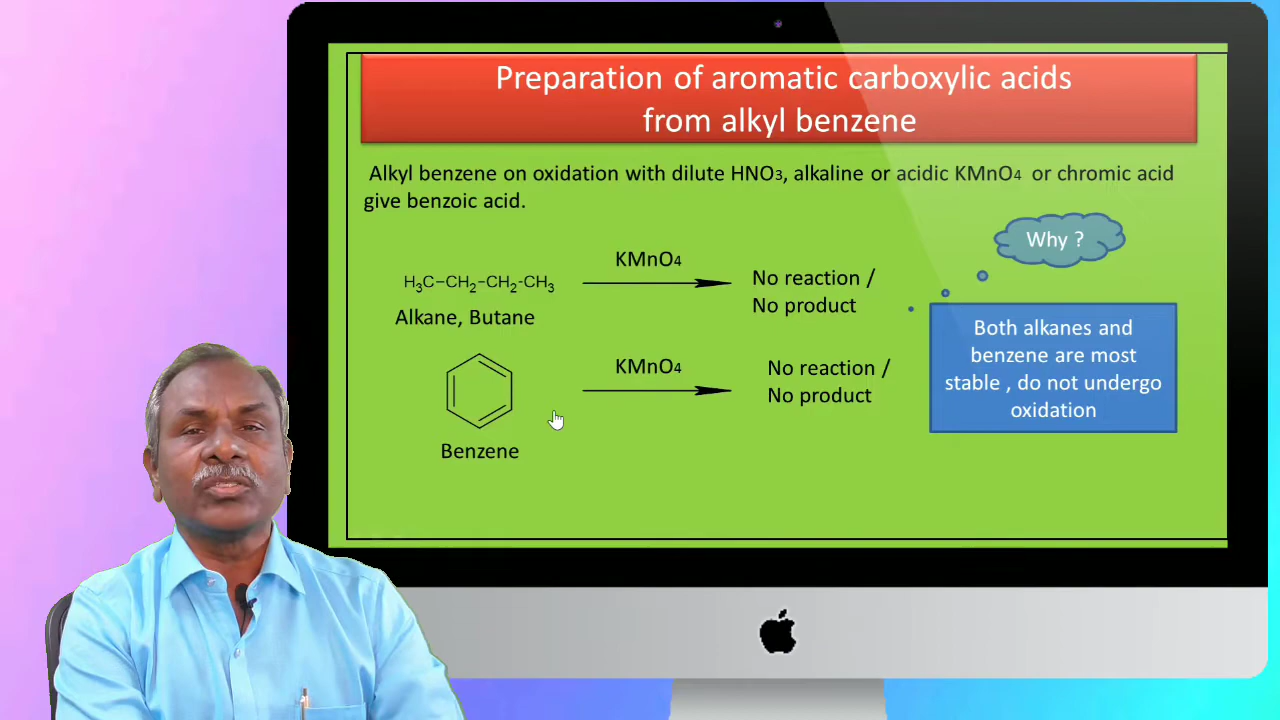 Preparation of aromatic carboxylic acids
from alkyl benzene
Alkyl benzene on oxidation with dilute HNO3, alkaline or acidic KMnO4 or chromic acid
give benzoic acid.
Why ?
KMnO4
H3C–CH2–CH2-CH3
No reaction /
No product
Alkane, Butane
Both alkanes and
benzene are most
stable , do not undergo
oxidation
KMnO4
No reaction /
No product
Benzene